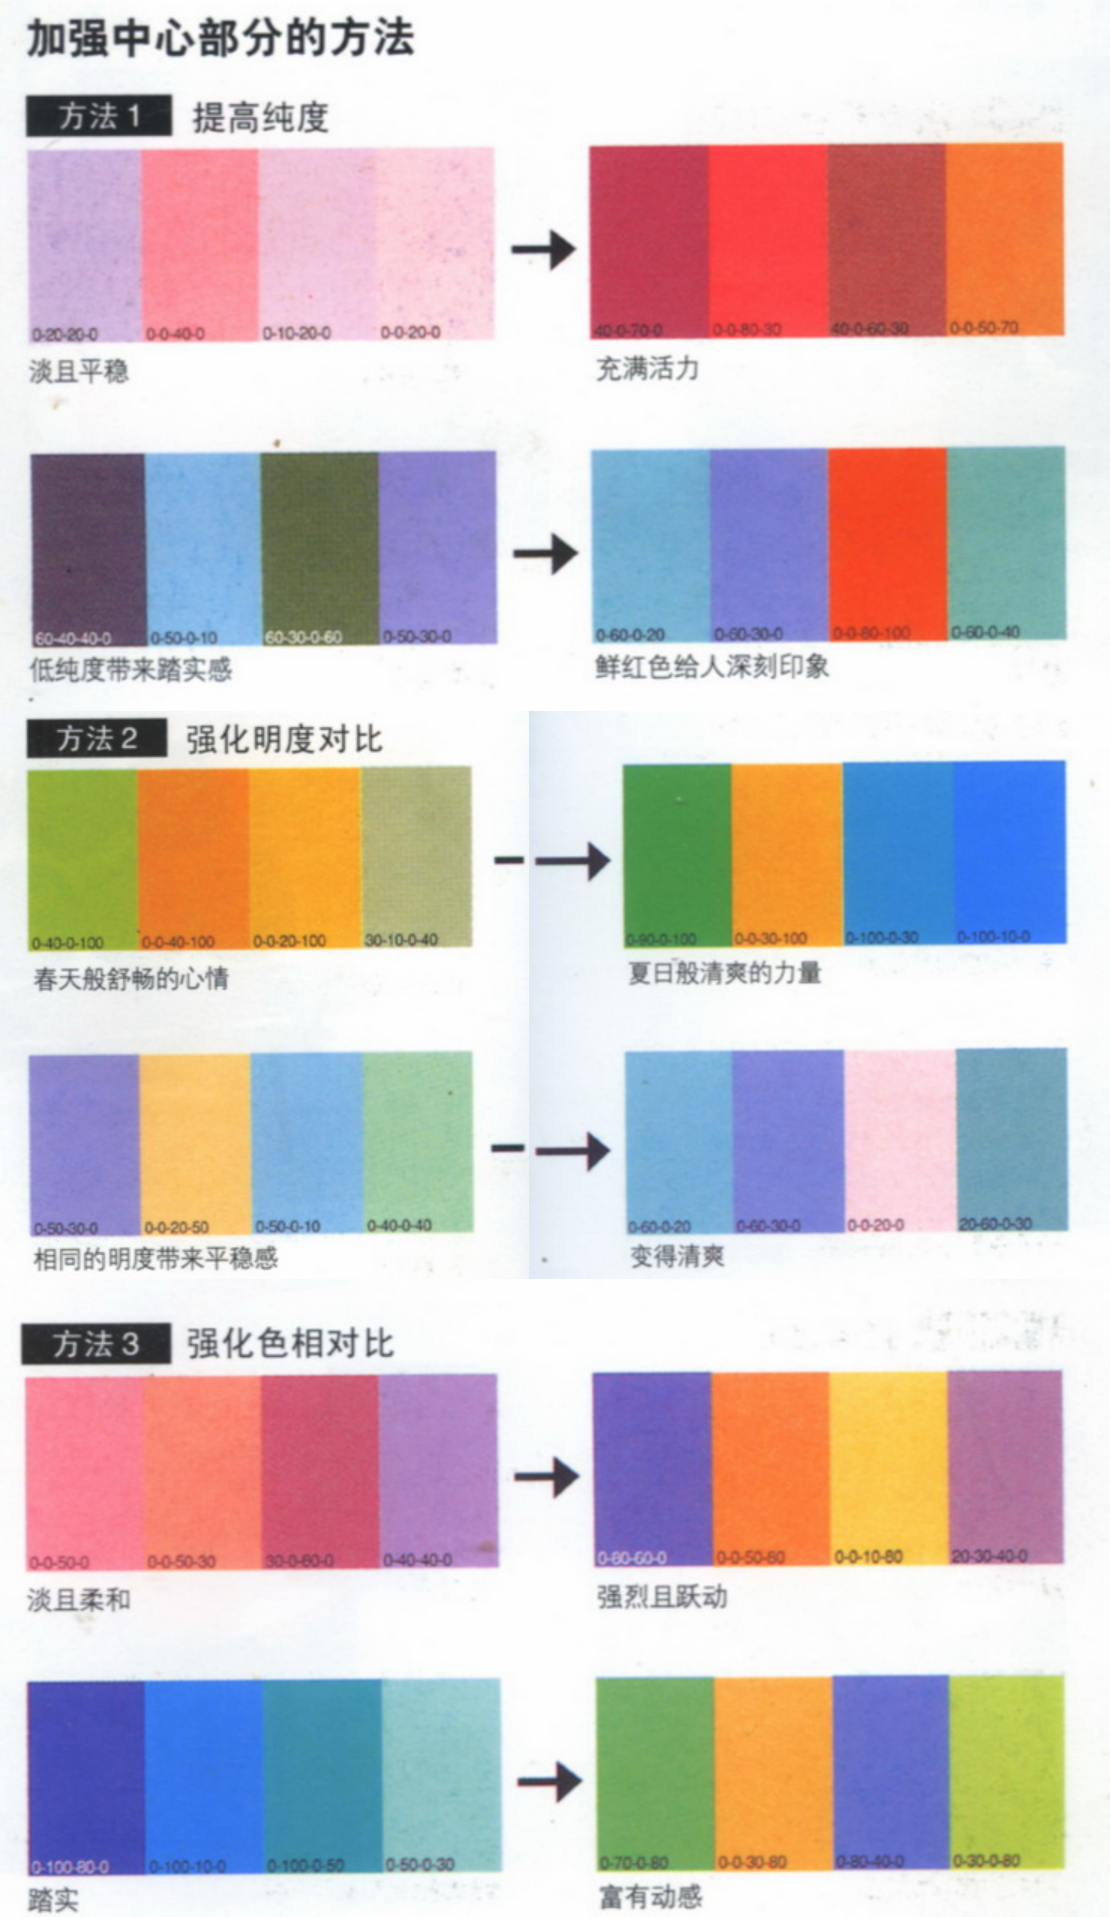 加强中心部分的方法
方法1 提高纯度
0-20-20-0 0-0-40-0 0-10-20-0 0-0-20-0
40-0-70-0 0-0-80-30 40-0-60-30 0-0-50-70
淡且平稳
充满活力
60-40-40-0 0-50-0-10 60-30-0-60 0-50-30-0
0-60-0-20 0-60-30-0 0-0-80-100 0-60-0-40
低纯度带来踏实感
鲜红色给人深刻印象
方法2 强化明度对比
0-40-0-100 0-0-40-100 0-0-20-100 30-10-0-40
0-90-0-100 0-0-30-100 0-100-0-30 0-100-10-0
春天般舒畅的心情
夏日般清爽的力量
0-50-30-0 0-0-20-50 0-50-0-10 0-40-0-40
0-60-0-20 0-60-30-0 0-0-20-0 20-60-0-30
相同的明度带来平稳感
变得清爽
方法3 强化色相对比
0-0-50-0 0-0-50-30 30-0-60-0 0-40-40-0
0-80-60-0 0-0-50-60 0-0-10-80 20-30-40-0
淡且柔和
强烈且跃动
0-100-80-0 0-100-10-0 0-100-0-50 0-50-0-30
0-70-0-80 0-0-30-80 0-80-40-0 0-30-0-80
踏实
富有动感